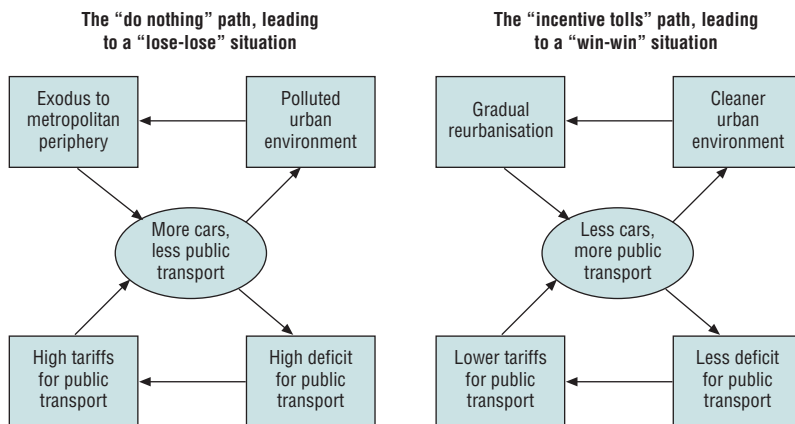 The “do nothing” path, leading
to a “lose-lose” situation
Exodus to
metropolitan
periphery
Polluted
urban
environment
More cars,
less public
transport
High tariffs
for public
transport
High deficit
for public
transport
The “incentive tolls” path, leading
to a “win-win” situation
Gradual
reurbanisation
Cleaner
urban
environment
Less cars,
more public
transport
Lower tariffs
for public
transport
Less deficit
for public
transport